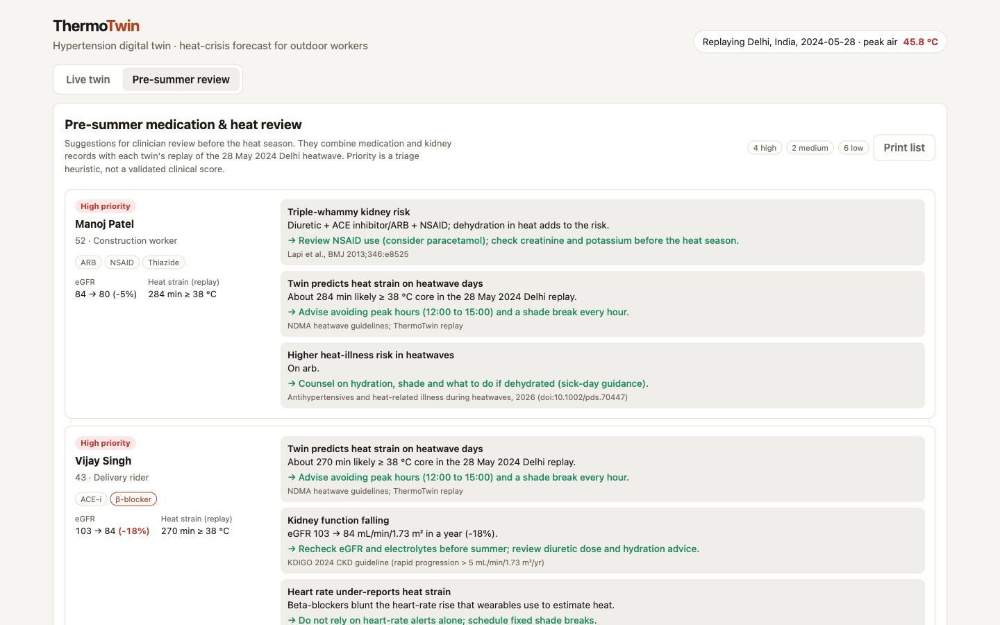 ThermoTwin
Hypertension digital twin · heat-crisis forecast for outdoor workers
Replaying Delhi, India, 2024-05-28 · peak air 45.8 °C
Live twin
Pre-summer review
Pre-summer medication & heat review
Suggestions for clinician review before the heat season. They combine medication and kidney
records with each twin's replay of the 28 May 2024 Delhi heatwave. Priority is a triage
heuristic, not a validated clinical score.
4 high
2 medium
6 low
Print list
High priority
Manoj Patel
52 · Construction worker
ARB
NSAID
Thiazide
eGFR
84 → 80 (-5%)
Heat strain (replay)
284 min ≥ 38 °C
Triple-whammy kidney risk
Diuretic + ACE inhibitor/ARB + NSAID; dehydration in heat adds to the risk.
→ Review NSAID use (consider paracetamol); check creatinine and potassium before the heat season.
Lapi et al., BMJ 2013;346:e8525
Twin predicts heat strain on heatwave days
About 284 min likely ≥ 38 °C core in the 28 May 2024 Delhi replay.
→ Advise avoiding peak hours (12:00 to 15:00) and a shade break every hour.
NDMA heatwave guidelines; ThermoTwin replay
Higher heat-illness risk in heatwaves
On arb.
→ Counsel on hydration, shade and what to do if dehydrated (sick-day guidance).
Antihypertensives and heat-related illness during heatwaves, 2026 (doi:10.1002/pds.70447)
High priority
Vijay Singh
43 · Delivery rider
ACE-i
β-blocker
eGFR
103 → 84 (-18%)
Heat strain (replay)
270 min ≥ 38 °C
Twin predicts heat strain on heatwave days
About 270 min likely ≥ 38 °C core in the 28 May 2024 Delhi replay.
→ Advise avoiding peak hours (12:00 to 15:00) and a shade break every hour.
NDMA heatwave guidelines; ThermoTwin replay
Kidney function falling
eGFR 103 → 84 mL/min/1.73 m² in a year (-18%).
→ Recheck eGFR and electrolytes before summer; review diuretic dose and hydration advice.
KDIGO 2024 CKD guideline (rapid progression > 5 mL/min/1.73 m²/yr)
Heart rate under-reports heat strain
Beta-blockers blunt the heart-rate rise that wearables use to estimate heat.
→ Do not rely on heart-rate alerts alone; schedule fixed shade breaks.